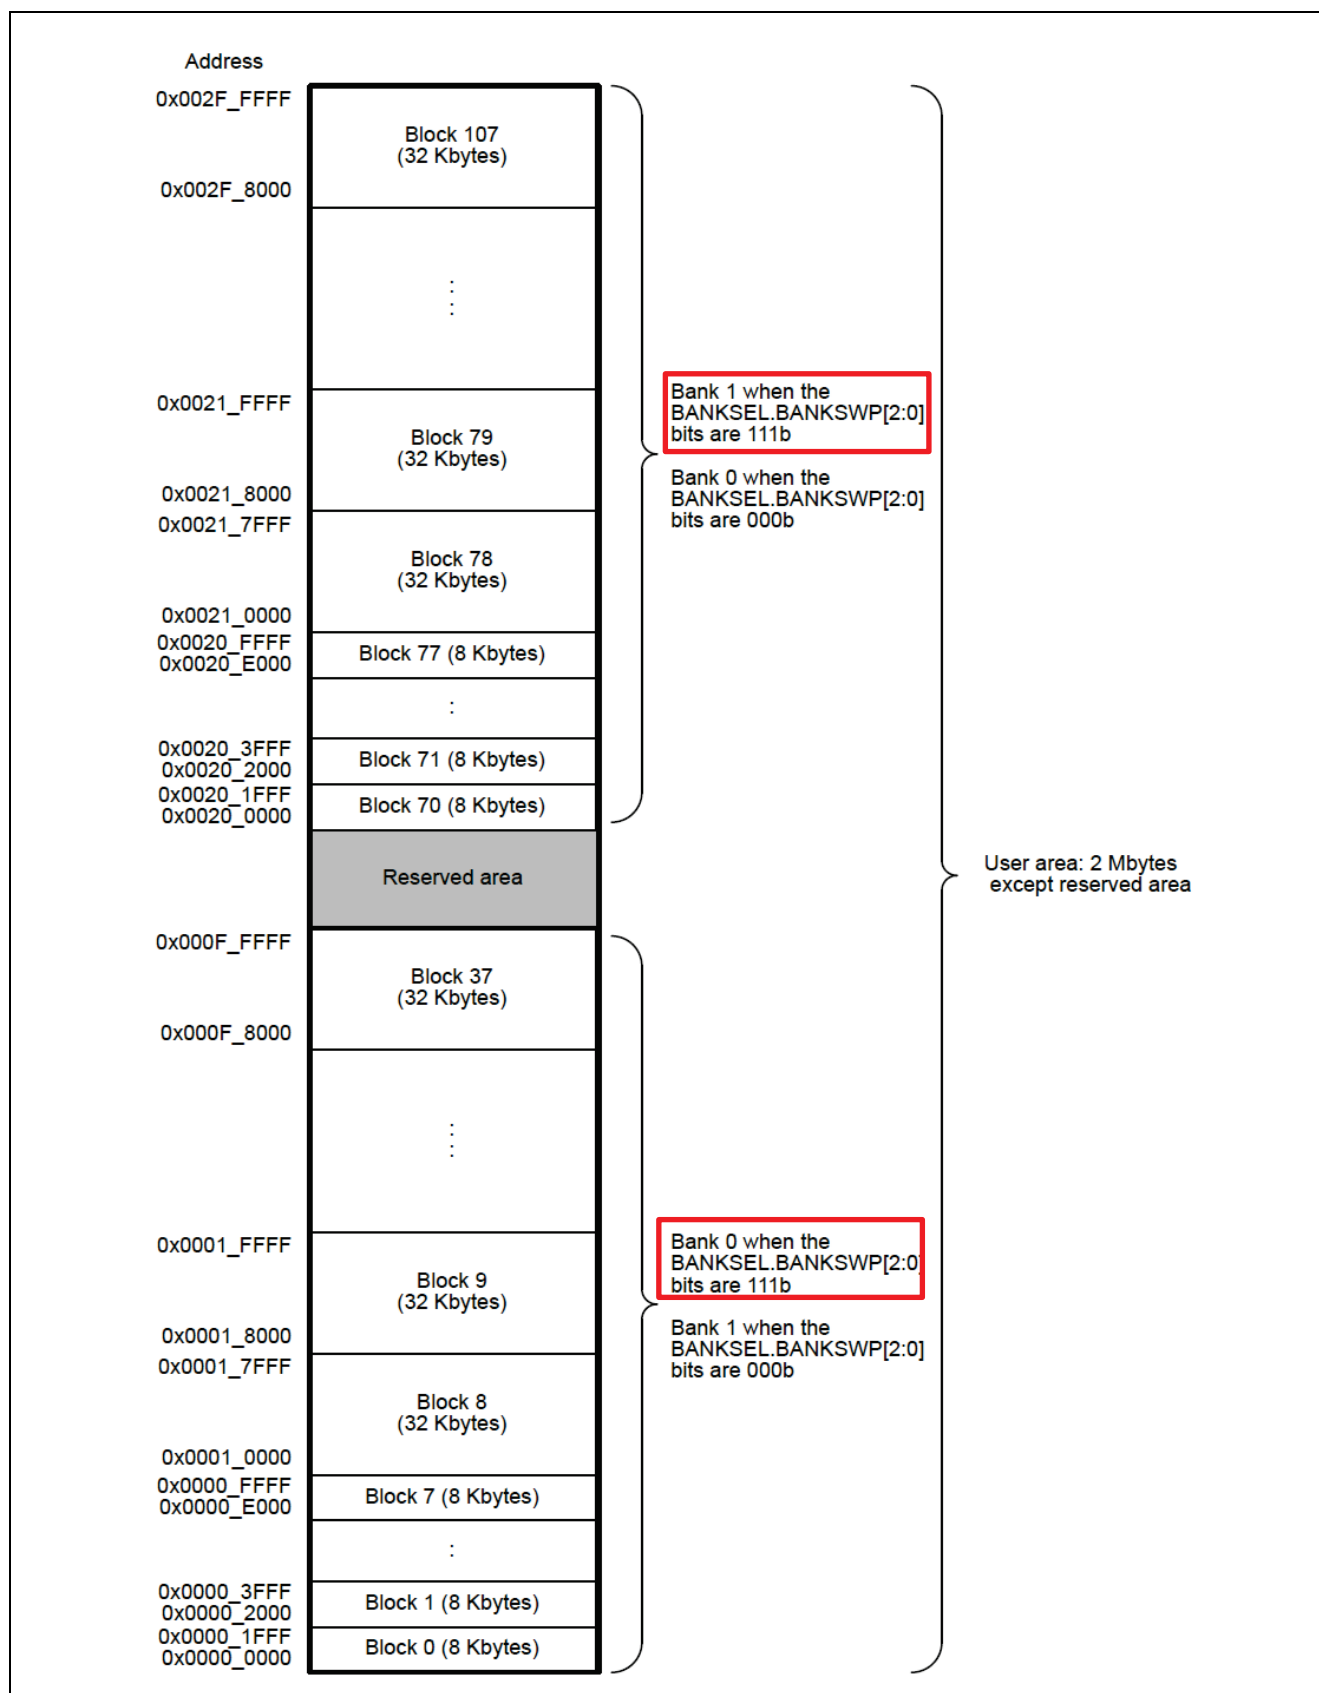 Address
0x002F_FFFF
Block 107
(32 Kbytes)
0x002F_8000
:
:
0x0021_FFFF
Block 79
(32 Kbytes)
0x0021_8000
0x0021_7FFF
Block 78
(32 Kbytes)
0x0021_0000
0x0020_FFFF
0x0020_E000
Block 77 (8 Kbytes)
:
0x0020_3FFF
0x0020_2000
Block 71 (8 Kbytes)
0x0020_1FFF
0x0020_0000
Block 70 (8 Kbytes)
Bank 1 when the
BANKSEL.BANKSWP[2:0]
bits are 111b
Bank 0 when the
BANKSEL.BANKSWP[2:0]
bits are 000b
Reserved area
User area: 2 Mbytes
except reserved area
0x000F_FFFF
Block 37
(32 Kbytes)
0x000F_8000
:
:
0x0001_FFFF
Block 9
(32 Kbytes)
0x0001_8000
0x0001_7FFF
Block 8
(32 Kbytes)
0x0001_0000
0x0000_FFFF
0x0000_E000
Block 7 (8 Kbytes)
:
0x0000_3FFF
0x0000_2000
Block 1 (8 Kbytes)
0x0000_1FFF
0x0000_0000
Block 0 (8 Kbytes)
Bank 0 when the
BANKSEL.BANKSWP[2:0]
bits are 111b
Bank 1 when the
BANKSEL.BANKSWP[2:0]
bits are 000b